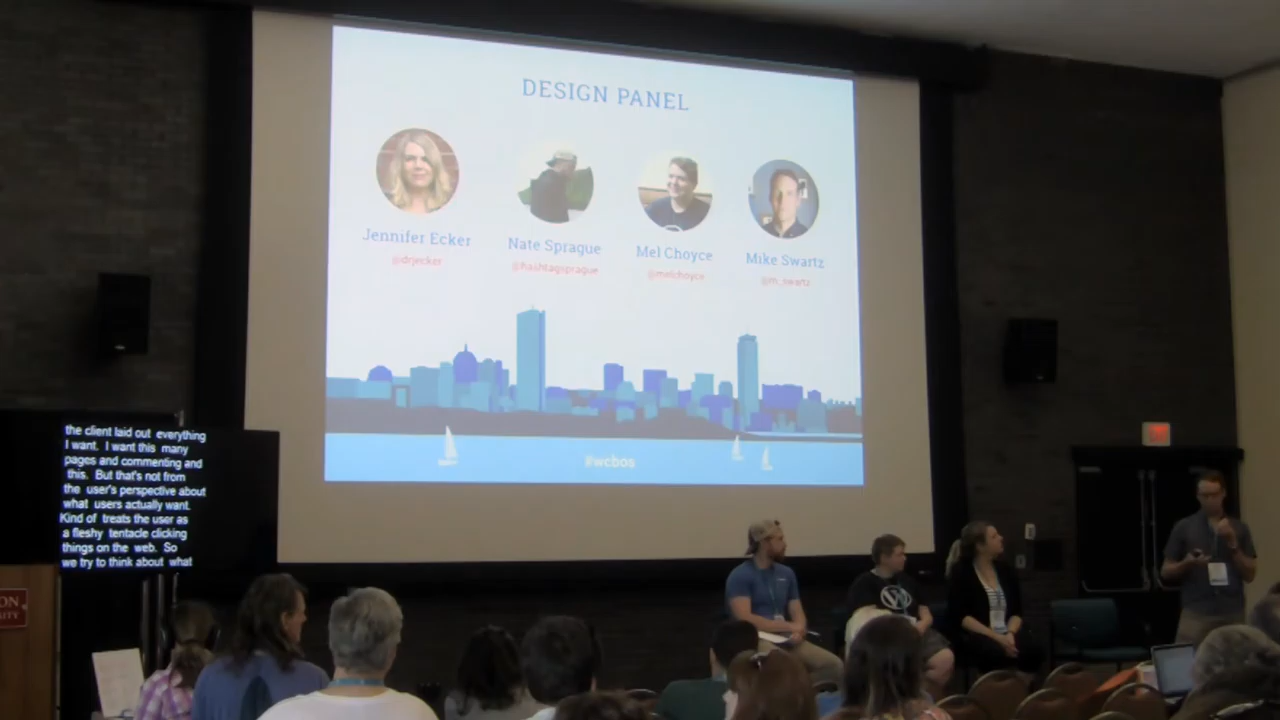 DESIGN PANEL
Jennifer Ecker
@drjecker
Nate Sprague
@hashtagsprague
Mel Choyce
@melchoyce
Mike Swartz
@m_swartz
#wcbos
the client laid out everything
I want. I want this many
pages and commenting and
this. But that's not from
the user's perspective about
what users actually want.
Kind of treats the user as
a fleshy tentacle clicking
things on the web. So
we try to think about what
ON
SITY